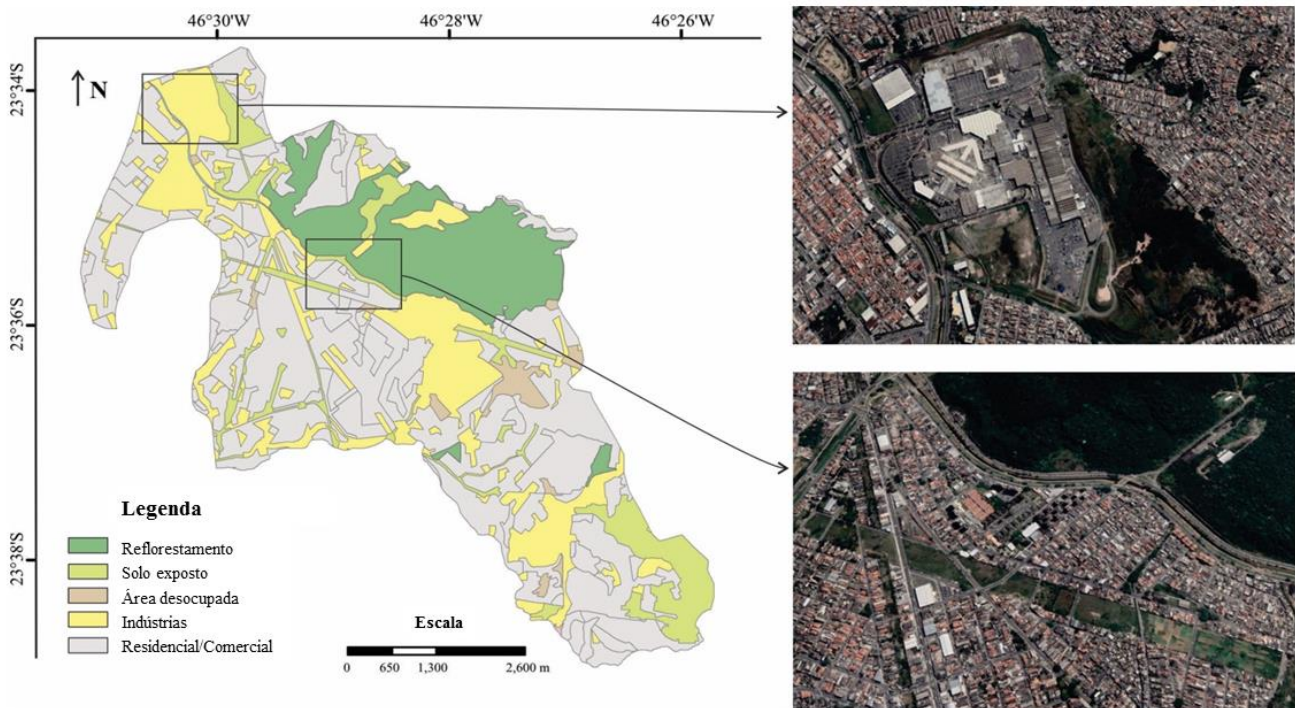 46°30'W 46°28'W 46°26'W
23°34'S
N
23°36'S
23°38'S
Legenda
Reflorestamento
Solo exposto
Área desocupada
Indústrias
Residencial/Comercial
Escala
0 650 1,300 2,600 m